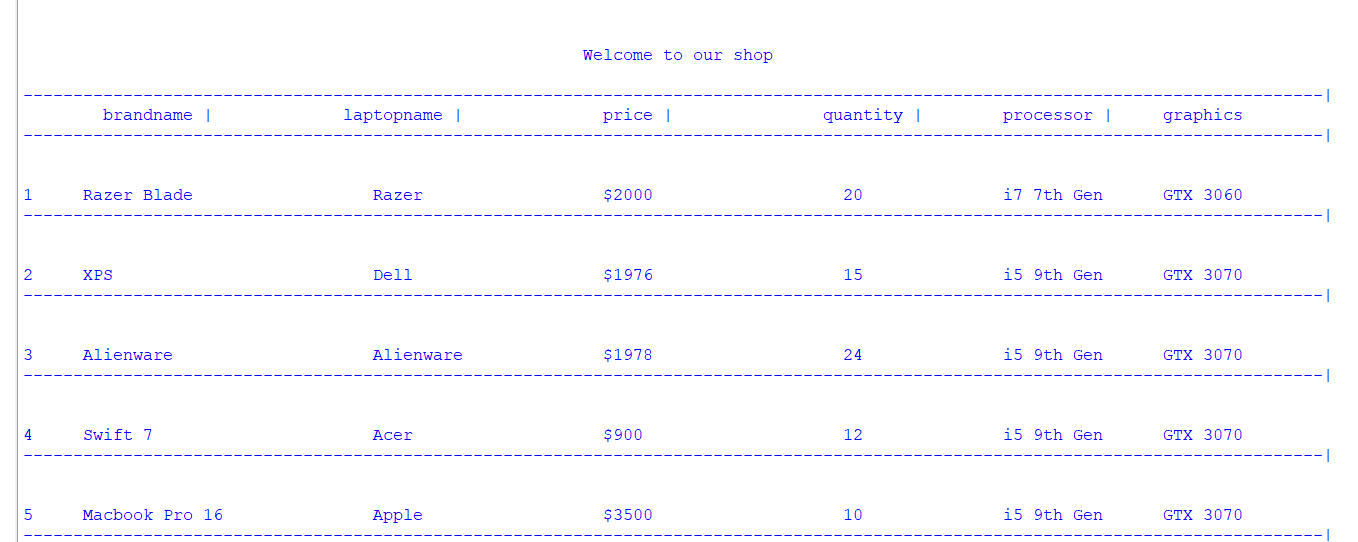 Welcome to our shop
----------------------------------------------------------------------------------------------------------------------------------|
brandname | laptopname | price | quantity | processor | graphics
----------------------------------------------------------------------------------------------------------------------------------|
1 Razer Blade Razer $2000 20 i7 7th Gen GTX 3060
----------------------------------------------------------------------------------------------------------------------------------|
2 XPS Dell $1976 15 i5 9th Gen GTX 3070
----------------------------------------------------------------------------------------------------------------------------------|
3 Alienware Alienware $1978 24 i5 9th Gen GTX 3070
----------------------------------------------------------------------------------------------------------------------------------|
4 Swift 7 Acer $900 12 i5 9th Gen GTX 3070
----------------------------------------------------------------------------------------------------------------------------------|
5 Macbook Pro 16 Apple $3500 10 i5 9th Gen GTX 3070
----------------------------------------------------------------------------------------------------------------------------------|